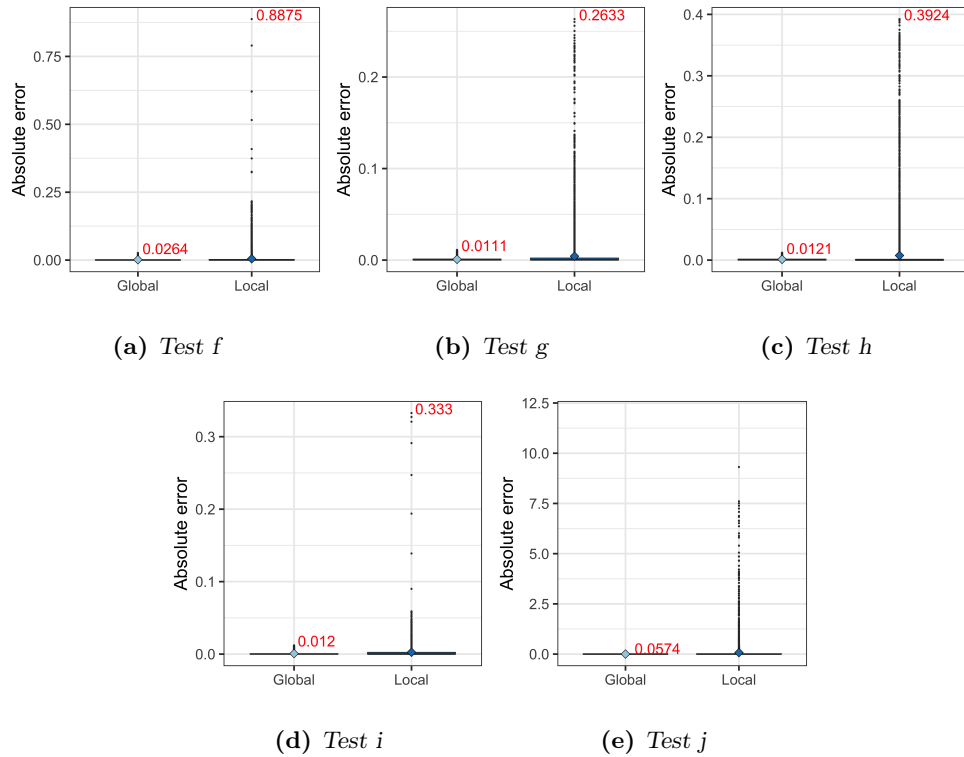 0.8875
0.75
0.50
0.25
0.00
Absolute error
0.0264
Global Local
(a) Test f
0.2633
0.2
0.1
0.0
Absolute error
0.0111
Global Local
(b) Test g
0.3924
0.4
0.3
0.2
0.1
0.0
Absolute error
0.0121
Global Local
(c) Test h
0.333
0.3
0.2
0.1
0.0
Absolute error
0.012
Global Local
(d) Test i
12.5
10.0
7.5
5.0
2.5
0.0
Absolute error
0.0574
Global Local
(e) Test j